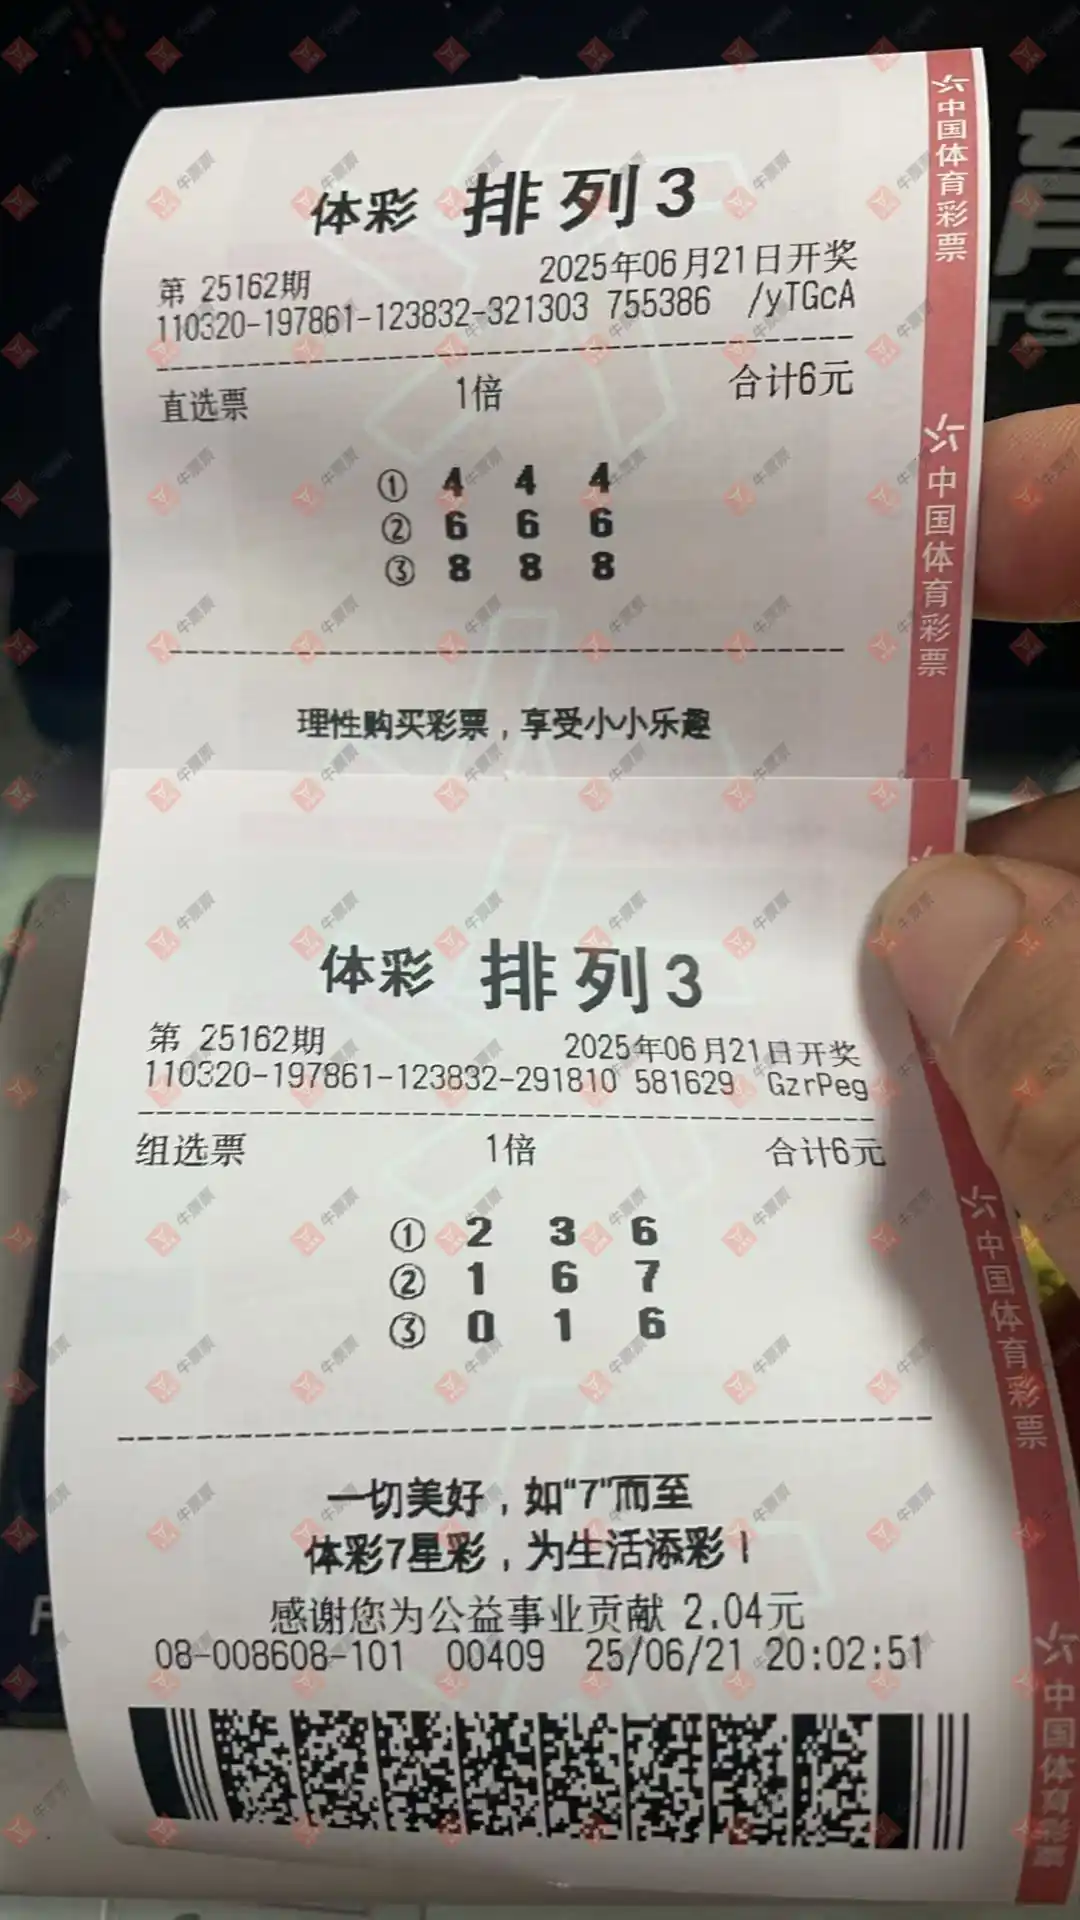 体彩 排列3
第 25162期 2025年06月21日开奖
110320-197861-123832-321303 755386 /yTGcA
直选票 1倍 合计6元
① 4 4 4
② 6 6 6
③ 8 8 8
理性购买彩票，享受小小乐趣
中国体育彩票
中国体育彩票
体彩 排列3
第 25162期 2025年06月21日开奖
110320-197861-123832-291810 581629 GzrPeg
组选票 1倍 合计6元
① 2 3 6
② 1 6 7
③ 0 1 6
一切美好，如“7”而至
体彩7星彩，为生活添彩！
感谢您为公益事业贡献 2.04元
08-008608-101 00409 25/06/21 20:02:51
中国体育彩票
中国体育彩票
牛票票